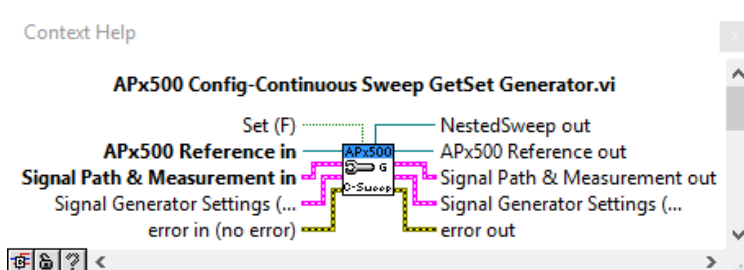 Context Help
x
APx500 Config-Continuous Sweep GetSet Generator.vi
Set (F) NestedSweep out
APx500 Reference in APx500 APx500 Reference out
Signal Path & Measurement in G Signal Path & Measurement out
Signal Generator Settings (... C-Sweep Signal Generator Settings (...
error in (no error) error out
?